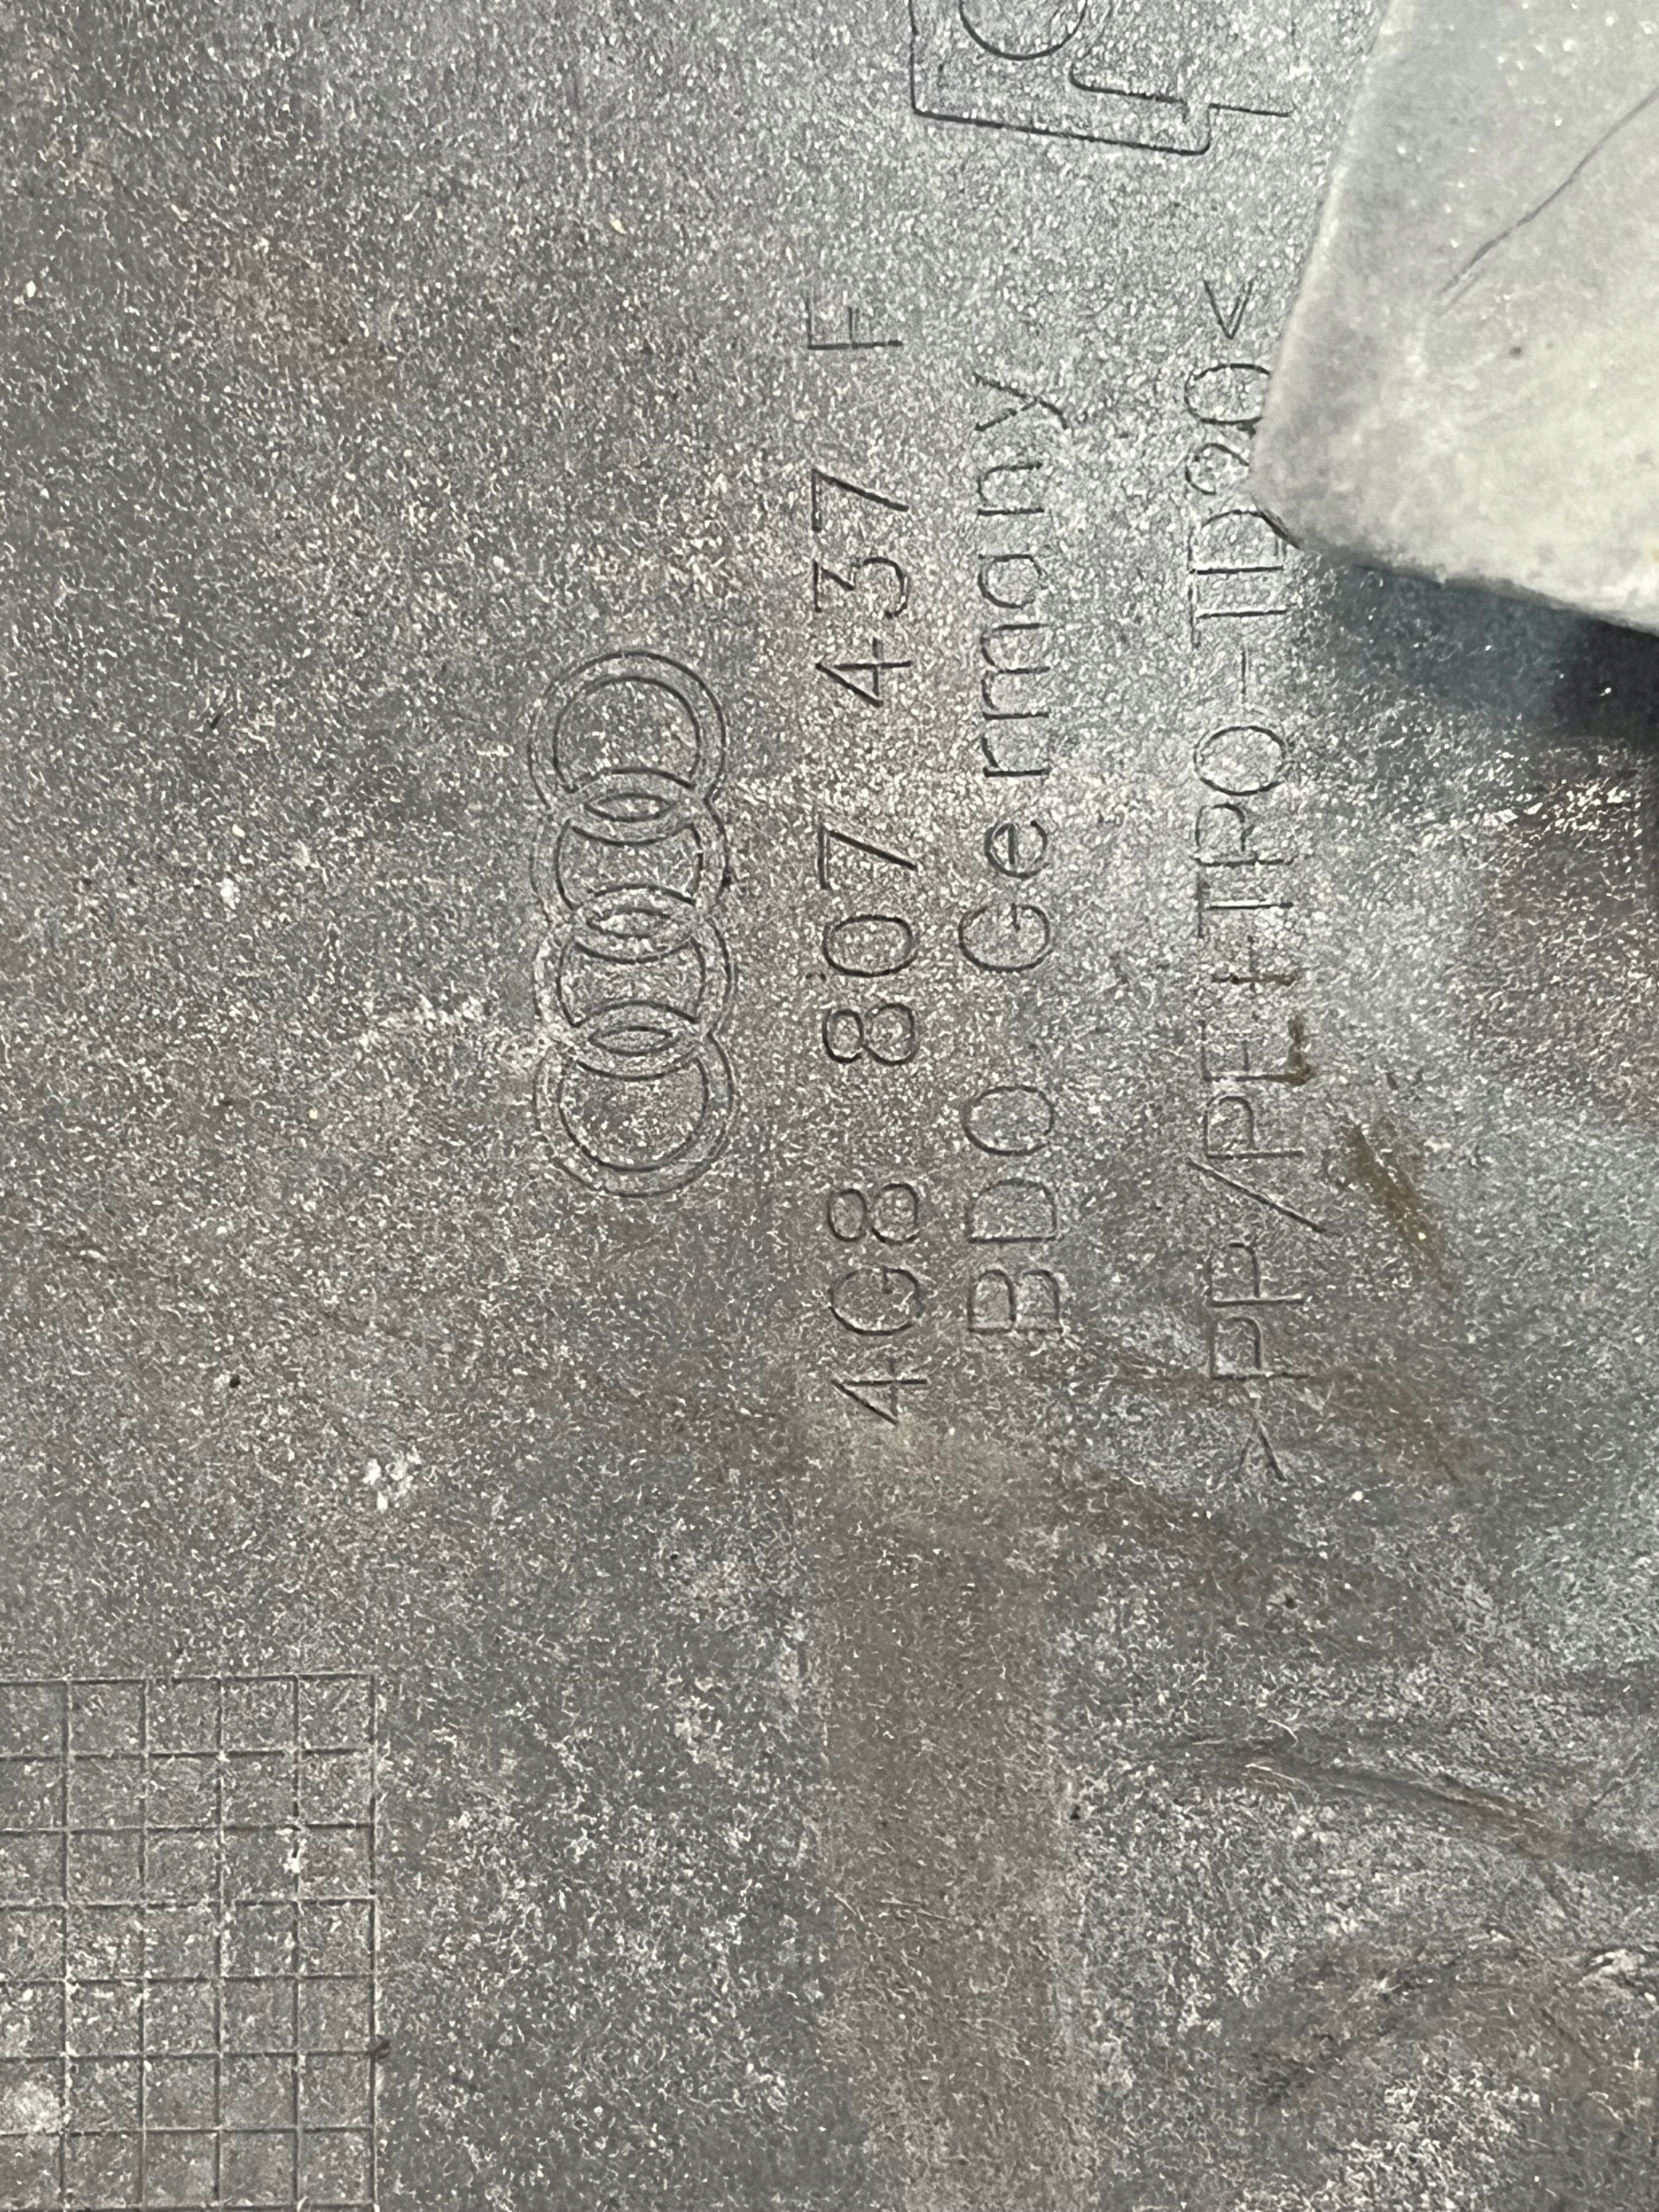 4G8 807 437 F
BDO Germany
>PP/PE+TPO-TD20<